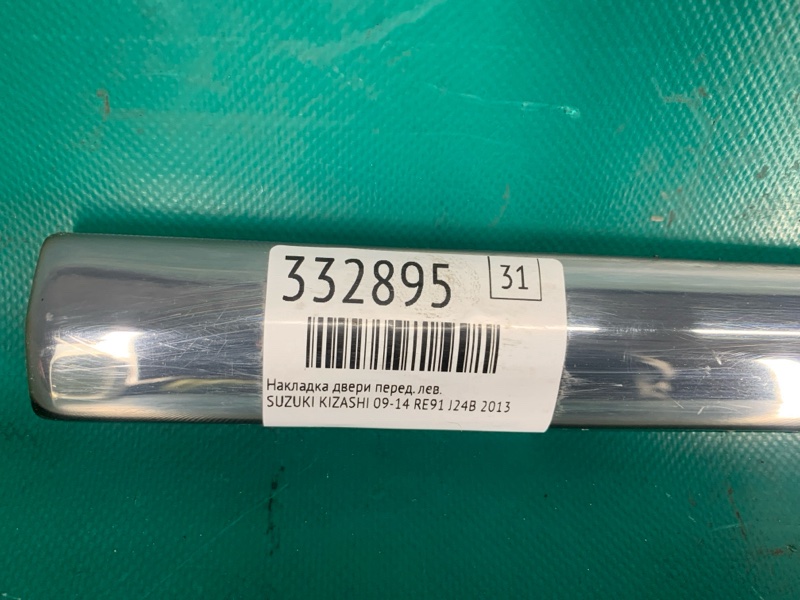 332895
31
Накладка двери перед. лев.
SUZUKI KIZASHI 09-14 RE91 J24B 2013